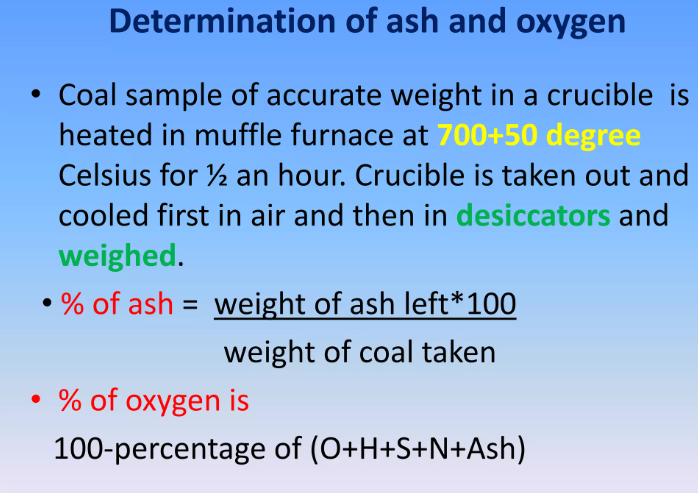 Determination of ash and oxygen
• Coal sample of accurate weight in a crucible is
heated in muffle furnace at 700+50 degree
Celsius for ½ an hour. Crucible is taken out and
cooled first in air and then in desiccators and
weighed.
• % of ash = weight of ash left*100
weight of coal taken
• % of oxygen is
100-percentage of (O+H+S+N+Ash)